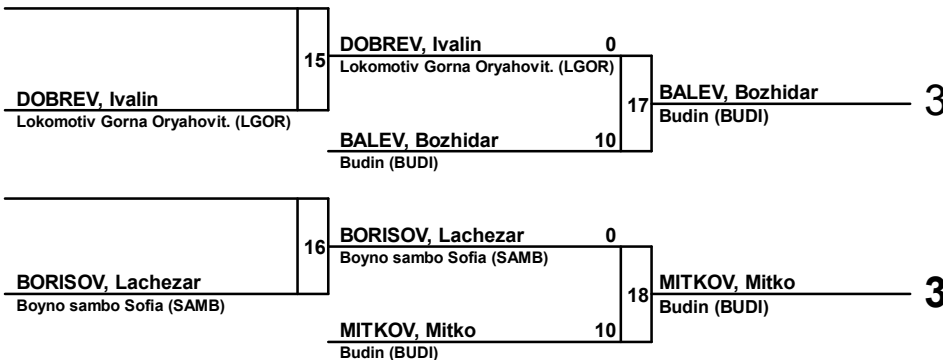 DOBREV, Ivalin 0
15
Lokomotiv Gorna Oryahovit. (LGOR)
DOBREV, Ivalin
Lokomotiv Gorna Oryahovit. (LGOR)
17
BALEV, Bozhidar
Budin (BUDI)
3
BALEV, Bozhidar 10
Budin (BUDI)
BORISOV, Lachezar 0
16
Boyno sambo Sofia (SAMB)
BORISOV, Lachezar
Boyno sambo Sofia (SAMB)
18
MITKOV, Mitko
Budin (BUDI)
3
MITKOV, Mitko 10
Budin (BUDI)